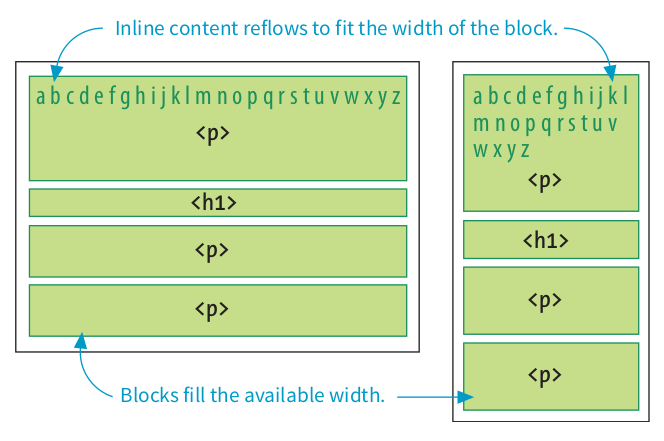 Inline content reflows to fit the width of the block.
a b c d e f g h i j k l m n o p q r s t u v w x y z
<p>
<h1>
<p>
<p>
a b c d e f g h i j k l
m n o p q r s t u v
w x y z
<p>
<h1>
<p>
<p>
Blocks fill the available width.